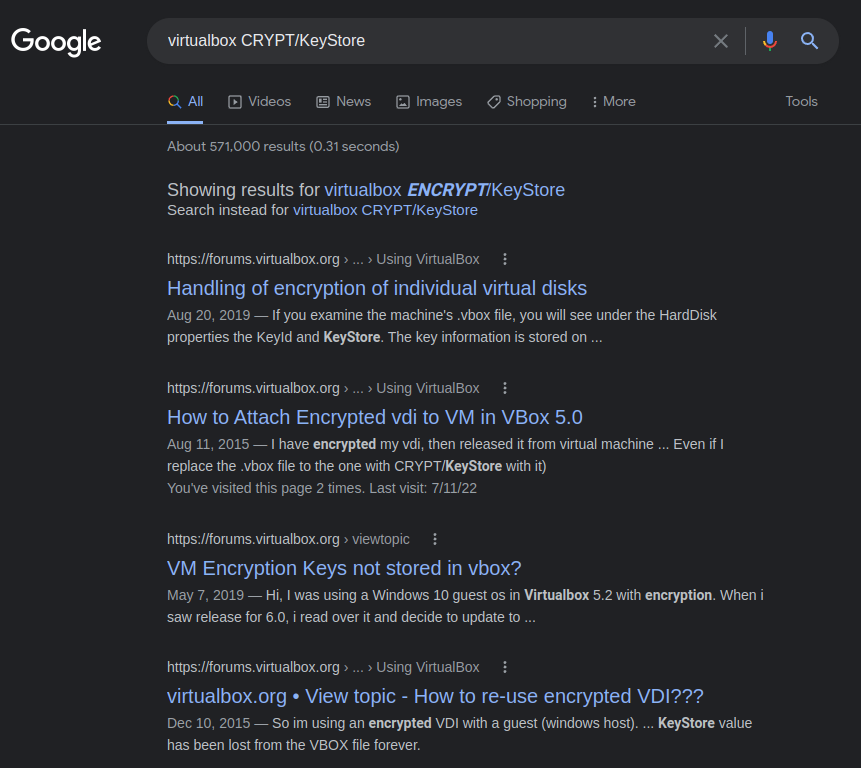 Google
virtualbox CRYPT/KeyStore
All Videos News Images Shopping More Tools
About 571,000 results (0.31 seconds)
Showing results for virtualbox ENCRYPT/KeyStore
Search instead for virtualbox CRYPT/KeyStore
https://forums.virtualbox.org › ... › Using VirtualBox
Handling of encryption of individual virtual disks
Aug 20, 2019 — If you examine the machine's .vbox file, you will see under the HardDisk
properties the KeyId and KeyStore. The key information is stored on ...
https://forums.virtualbox.org › ... › Using VirtualBox
How to Attach Encrypted vdi to VM in VBox 5.0
Aug 11, 2015 — I have encrypted my vdi, then released it from virtual machine ... Even if I
replace the .vbox file to the one with CRYPT/KeyStore with it)
You've visited this page 2 times. Last visit: 7/11/22
https://forums.virtualbox.org › viewtopic
VM Encryption Keys not stored in vbox?
May 7, 2019 — Hi, I was using a Windows 10 guest os in Virtualbox 5.2 with encryption. When i
saw release for 6.0, i read over it and decide to update to ...
https://forums.virtualbox.org › ... › Using VirtualBox
virtualbox.org • View topic - How to re-use encrypted VDI???
Dec 10, 2015 — So im using an encrypted VDI with a guest (windows host). ... KeyStore value
has been lost from the VBOX file forever.